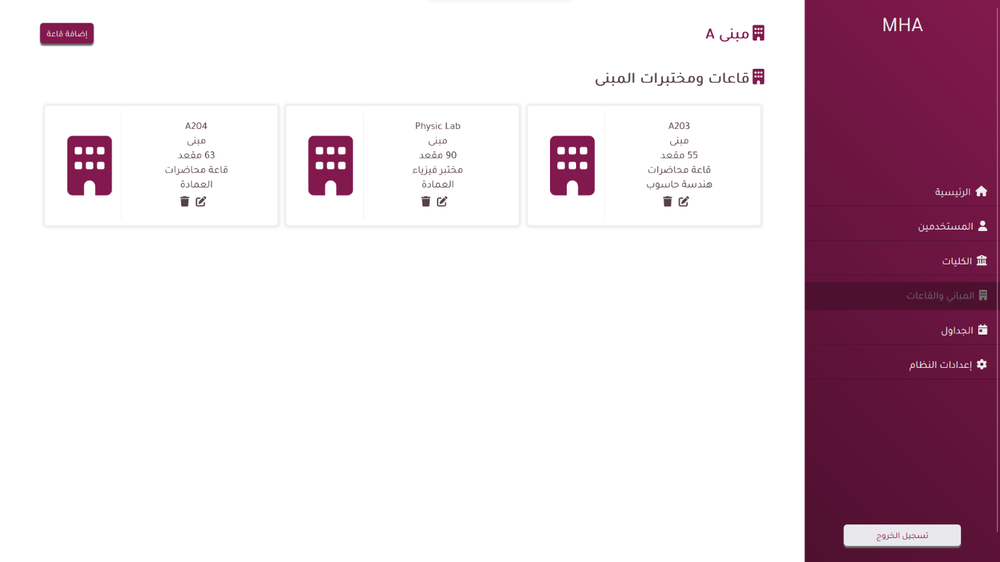 MHA
الرئيسية
المستخدمين
الكليات
المباني والقاعات
الجداول
إعدادات النظام
تسجيل الخروج
مبنى A
إضافة قاعة
قاعات ومختبرات المبنى
A203
مبنى
55 مقعد
قاعة محاضرات
هندسة حاسوب
Physic Lab
مبنى
90 مقعد
مختبر فيزياء
العمادة
A204
مبنى
63 مقعد
قاعة محاضرات
العمادة